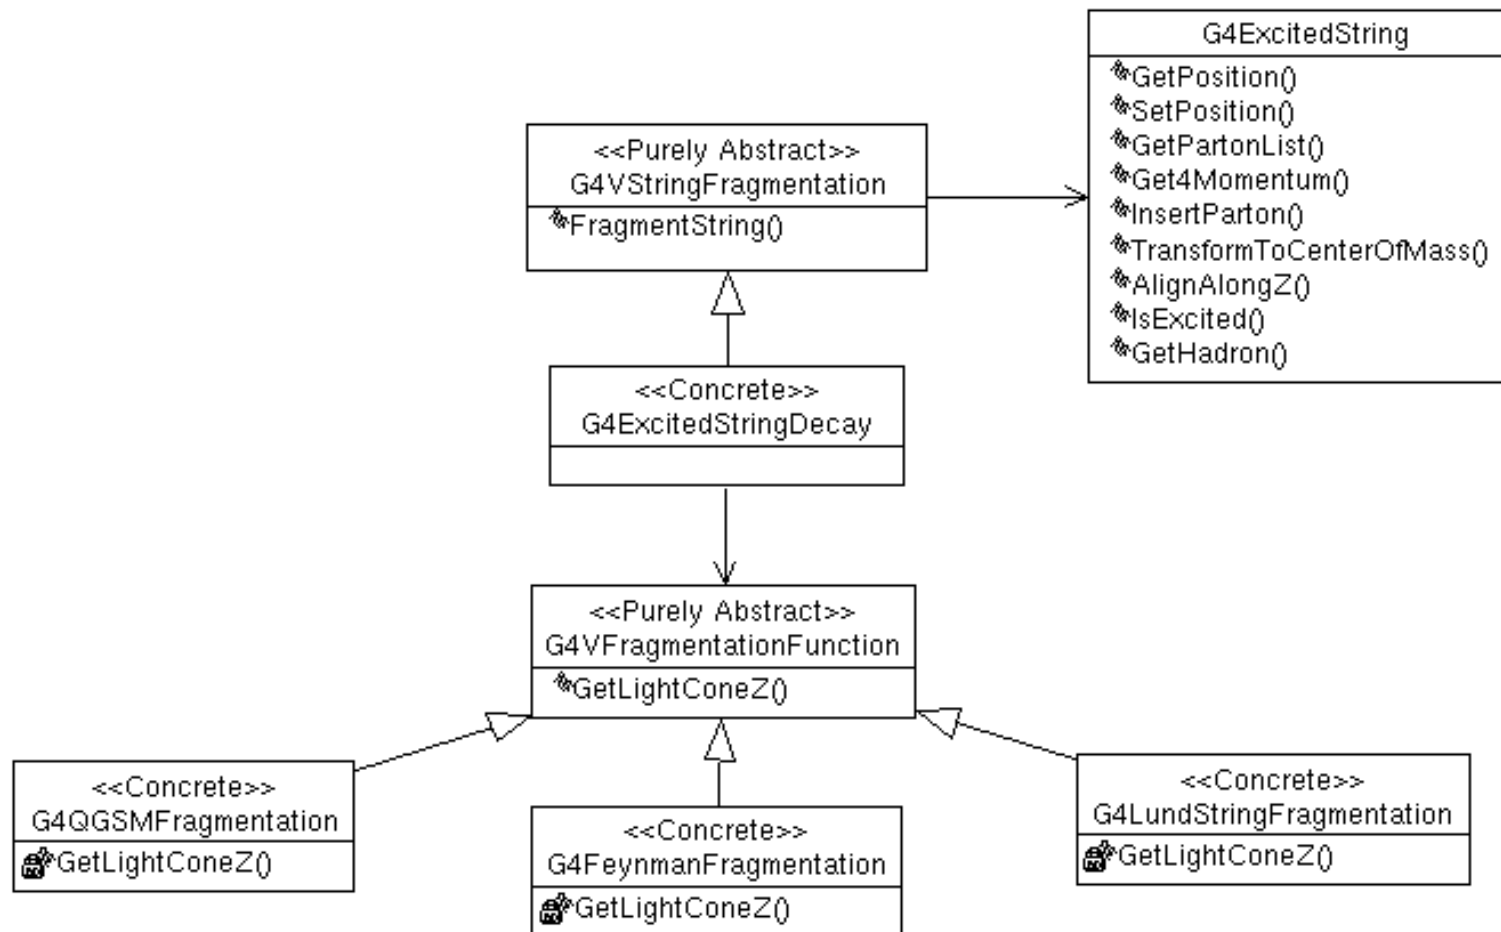 G4ExcitedString
GetPosition()
SetPosition()
GetPartonList()
Get4Momentum()
InsertParton()
TransformToCenterOfMass()
AlignAlongZ()
IsExcited()
GetHadron()
<<Purely Abstract>>
G4VStringFragmentation
FragmentString()
<<Concrete>>
G4ExcitedStringDecay
<<Purely Abstract>>
G4VFragmentationFunction
GetLightConeZ()
<<Concrete>>
G4QGSMFragmentation
GetLightConeZ()
<<Concrete>>
G4FeynmanFragmentation
GetLightConeZ()
<<Concrete>>
G4LundStringFragmentation
GetLightConeZ()